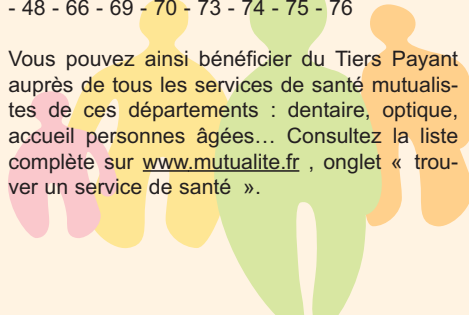 - 48 - 66 - 69 - 70 - 73 - 74 - 75 - 76
Vous pouvez ainsi bénéficier du Tiers Payant
auprès de tous les services de santé mutualis-
tes de ces départements : dentaire, optique,
accueil personnes âgées… Consultez la liste
complète sur www.mutualite.fr , onglet « trou-
ver un service de santé  ».